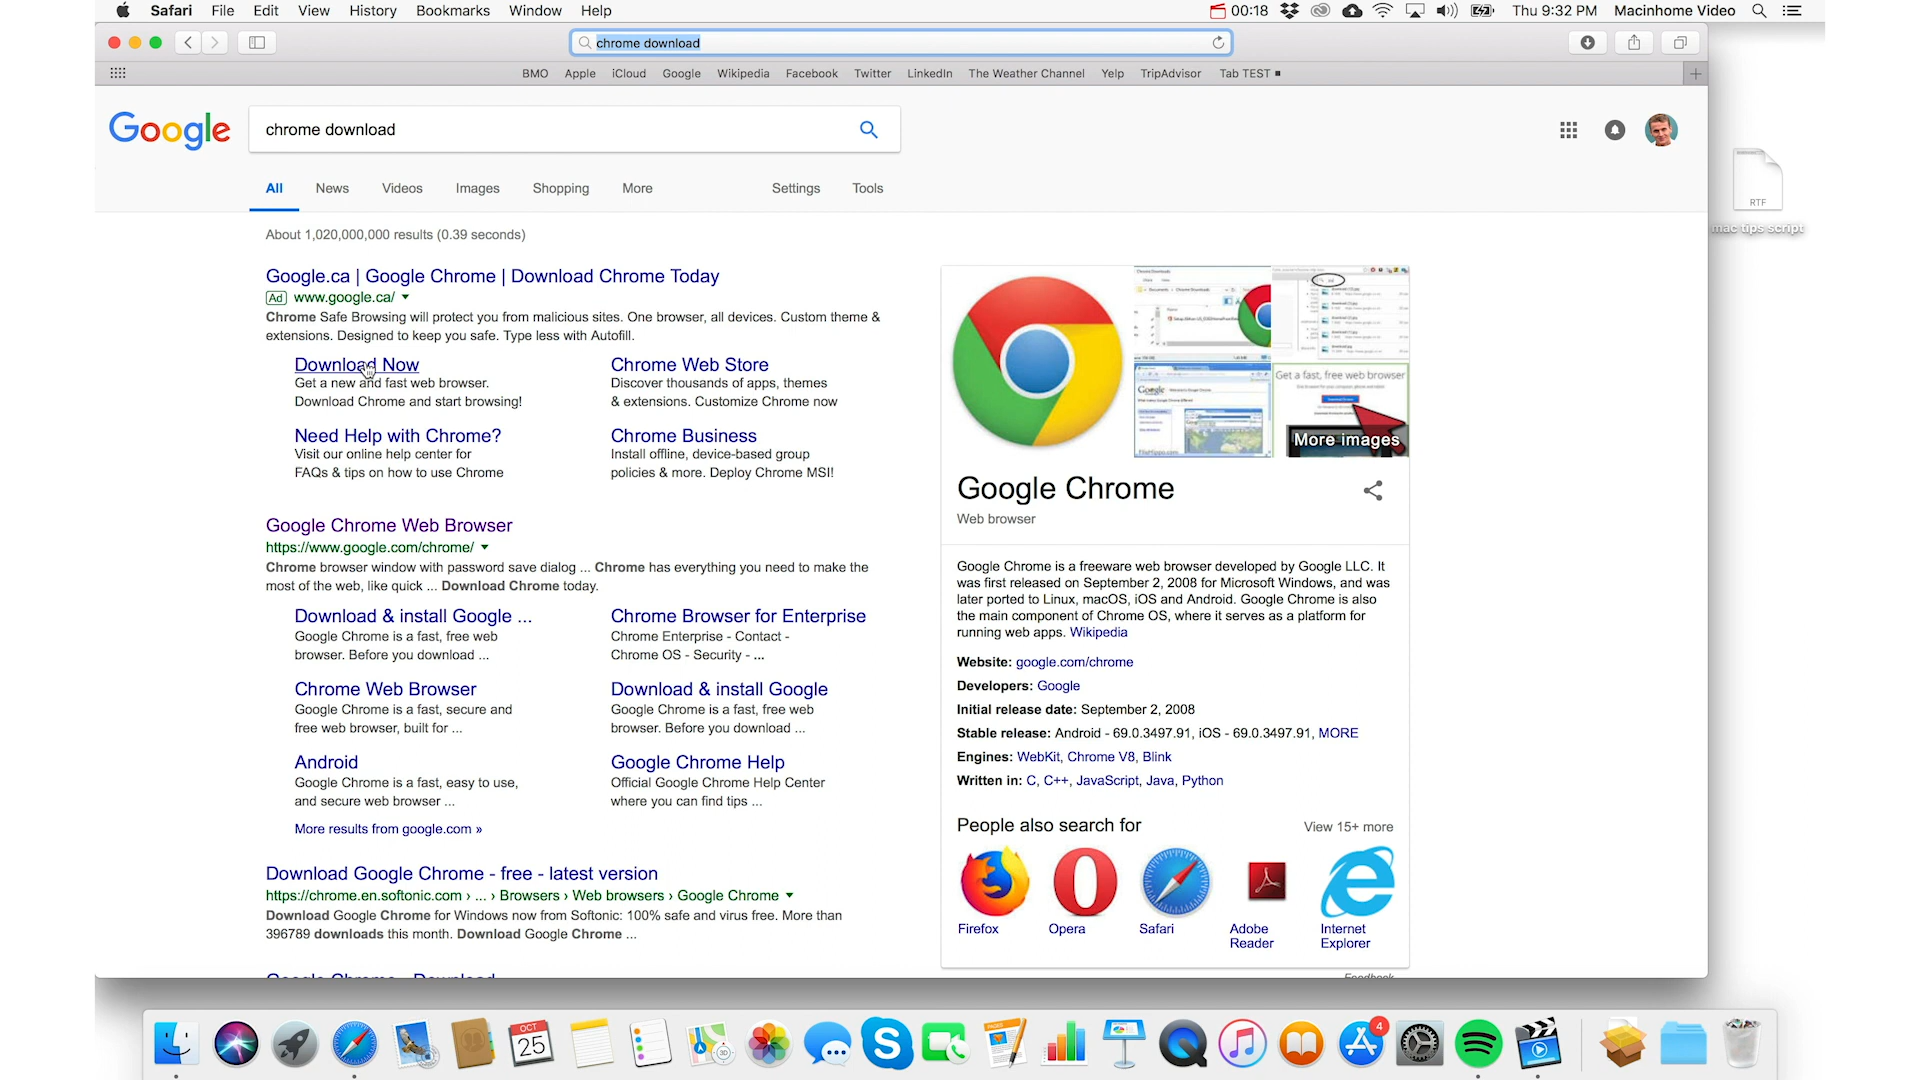 Safari File Edit View History Bookmarks Window Help 00:18 Thu 9:32 PM Macinhome Video
chrome download
BMO Apple iCloud Google Wikipedia Facebook Twitter LinkedIn The Weather Channel Yelp TripAdvisor Tab TEST
Google chrome download
All News Videos Images Shopping More Settings Tools
RTF
mac tips script
About 1,020,000,000 results (0.39 seconds)
Google.ca | Google Chrome | Download Chrome Today
Ad www.google.ca/
Chrome Safe Browsing will protect you from malicious sites. One browser, all devices. Custom theme &
extensions. Designed to keep you safe. Type less with Autofill.
Download Now
Get a new and fast web browser.
Download Chrome and start browsing!
Chrome Web Store
Discover thousands of apps, themes
& extensions. Customize Chrome now
Need Help with Chrome?
Visit our online help center for
FAQs & tips on how to use Chrome
Chrome Business
Install offline, device-based group
policies & more. Deploy Chrome MSI!
Google Chrome Web Browser
https://www.google.com/chrome/
Chrome browser window with password save dialog ... Chrome has everything you need to make the
most of the web, like quick ... Download Chrome today.
Download & install Google ...
Google Chrome is a fast, free web
browser. Before you download ...
Chrome Browser for Enterprise
Chrome Enterprise - Contact -
Chrome OS - Security - ...
Chrome Web Browser
Google Chrome is a fast, secure and
free web browser, built for ...
Download & install Google
Google Chrome is a fast, free web
browser. Before you download ...
Android
Google Chrome is a fast, easy to use,
and secure web browser ...
Google Chrome Help
Official Google Chrome Help Center
where you can find tips ...
More results from google.com »
Download Google Chrome - free - latest version
https://chrome.en.softonic.com › ... › Browsers › Web browsers › Google Chrome
Download Google Chrome for Windows now from Softonic: 100% safe and virus free. More than
396789 downloads this month. Download Google Chrome ...
Google Chrome - Download
Get a fast, free web browser
More images
Google Chrome
Web browser
Google Chrome is a freeware web browser developed by Google LLC. It
was first released on September 2, 2008 for Microsoft Windows, and was
later ported to Linux, macOS, iOS and Android. Google Chrome is also
the main component of Chrome OS, where it serves as a platform for
running web apps. Wikipedia
Website: google.com/chrome
Developers: Google
Initial release date: September 2, 2008
Stable release: Android - 69.0.3497.91, iOS - 69.0.3497.91, MORE
Engines: WebKit, Chrome V8, Blink
Written in: C, C++, JavaScript, Java, Python
People also search for View 15+ more
Firefox
Opera
Safari
Adobe
Reader
Internet
Explorer
Feedback
OCT
25
PAGES
3D
4